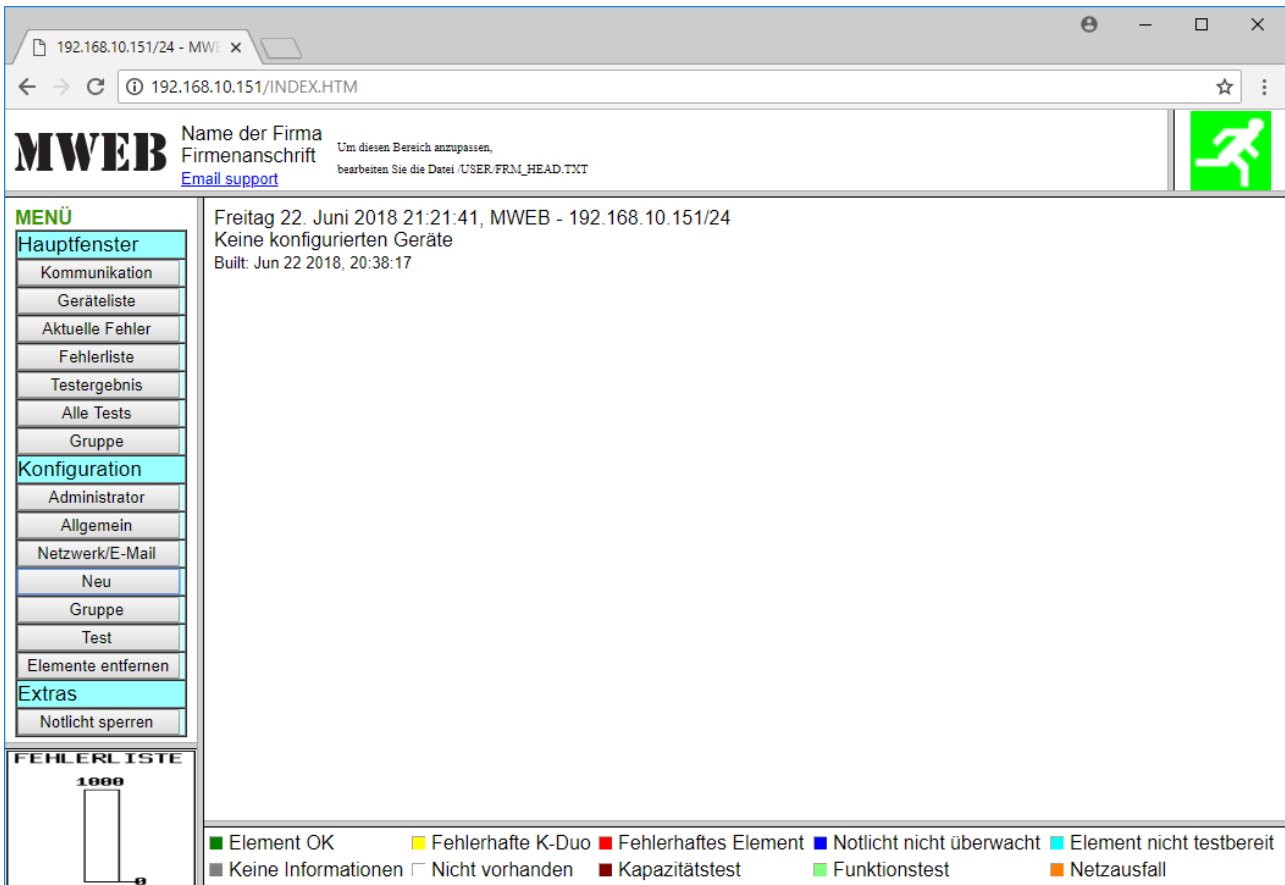 192.168.10.151/24 - MWE
192.168.10.151/INDEX.HTM
MWEB
Name der Firma
Firmenanschrift
Email support
Um diesen Bereich anzupassen,
bearbeiten Sie die Datei /USER/FRM_HEAD.TXT
MENÜ
Hauptfenster
Kommunikation
Geräteliste
Aktuelle Fehler
Fehlerliste
Testergebnis
Alle Tests
Gruppe
Konfiguration
Administrator
Allgemein
Netzwerk/E-Mail
Neu
Gruppe
Test
Elemente entfernen
Extras
Notlicht sperren
FEHLERLISTE
1000
0
Freitag 22. Juni 2018 21:21:41, MWEB - 192.168.10.151/24
Keine konfigurierten Geräte
Built: Jun 22 2018, 20:38:17
Element OK Fehlerhafte K-Duo Fehlerhaftes Element Notlicht nicht überwacht Element nicht testbereit
Keine Informationen Nicht vorhanden Kapazitätstest Funktionstest Netzausfall